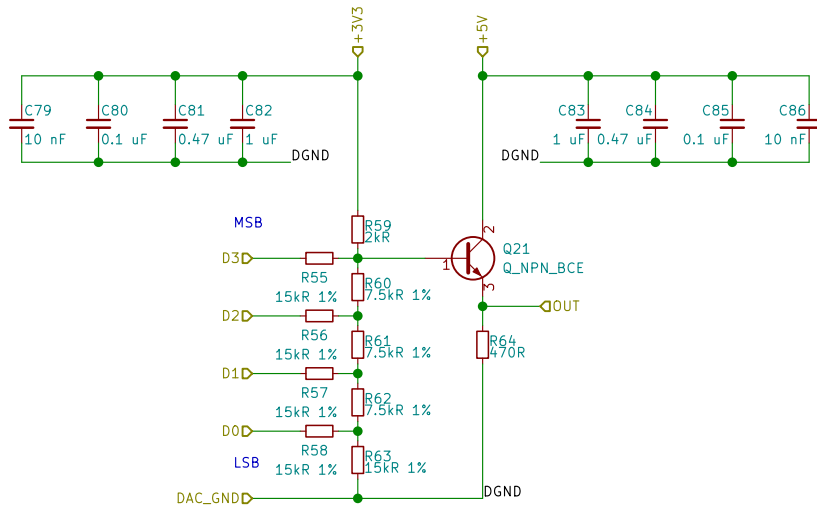 +3V3
+5V
C79
10 nF
C80
0.1 uF
C81
0.47 uF
C82
1 uF
DGND
C83
1 uF
C84
0.47 uF
C85
0.1 uF
C86
10 nF
DGND
MSB
R59
2kR
D3
R55
15kR 1%
R60
7.5kR 1%
1
2
3
Q21
Q_NPN_BCE
OUT
D2
R56
15kR 1%
R61
7.5kR 1%
R64
470R
D1
R57
15kR 1%
R62
7.5kR 1%
D0
R58
15kR 1%
LSB
R63
15kR 1%
DAC_GND
DGND